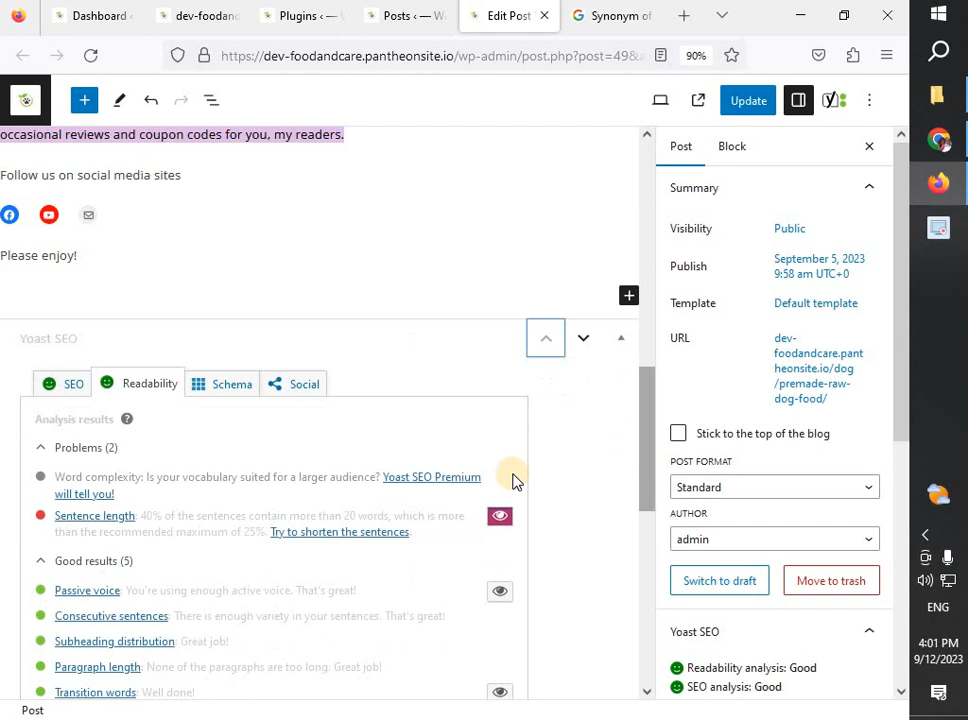 Dashboard ‹
dev-foodand
Plugins ‹ —
Posts ‹ — W
Edit Post
Synonym of
https://dev-foodandcare.pantheonsite.io/wp-admin/post.php?post=49&
90%
Update
occasional reviews and coupon codes for you, my readers.
Follow us on social media sites
Please enjoy!
Yoast SEO
SEO
Readability
Schema
Social
Analysis results
Problems (2)
Word complexity: Is your vocabulary suited for a larger audience? Yoast SEO Premium
will tell you!
Sentence length: 40% of the sentences contain more than 20 words, which is more
than the recommended maximum of 25%. Try to shorten the sentences.
Good results (5)
Passive voice: You're using enough active voice. That's great!
Consecutive sentences: There is enough variety in your sentences. That's great!
Subheading distribution: Great job!
Paragraph length: None of the paragraphs are too long. Great job!
Transition words: Well done!
Post
Post
Block
Summary
Visibility
Public
Publish
September 5, 2023
9:58 am UTC+0
Template
Default template
URL
dev-
foodandcare.pant
heonsite.io/dog
/premade-raw-
dog-food/
Stick to the top of the blog
POST FORMAT
Standard
AUTHOR
admin
Switch to draft
Move to trash
Yoast SEO
Readability analysis: Good
SEO analysis: Good
ENG
4:01 PM
9/12/2023